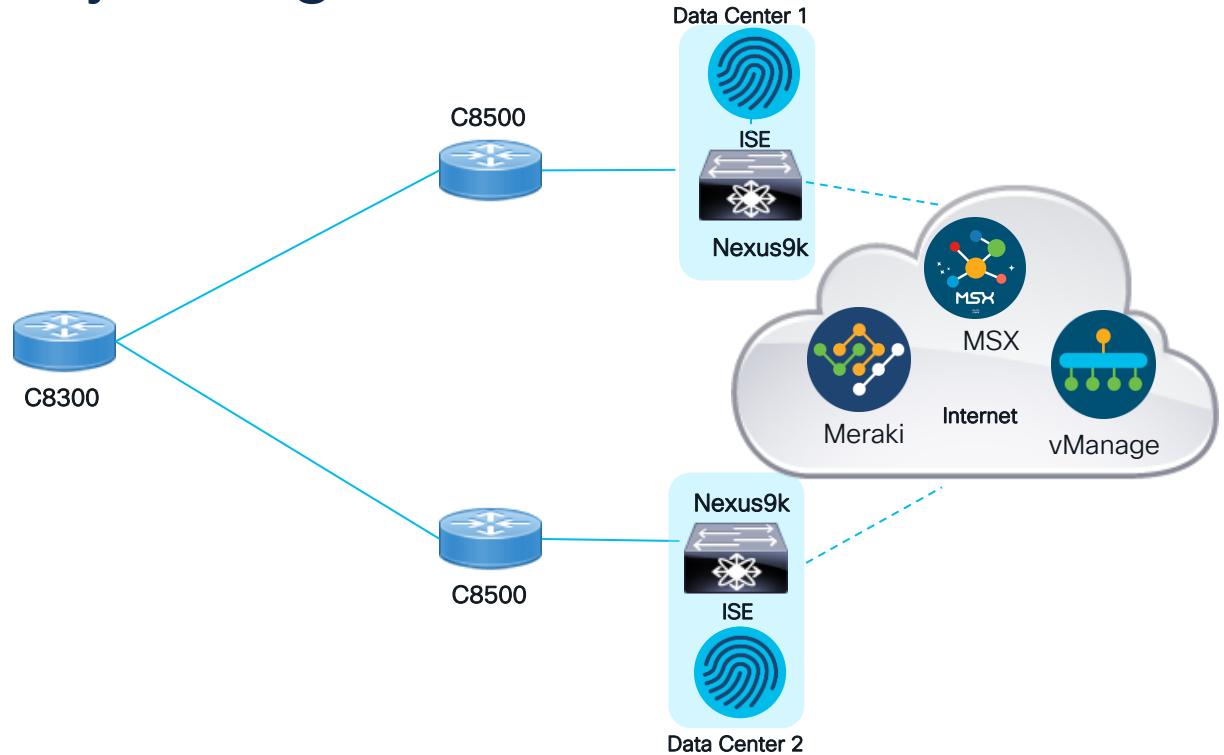 Data Center 1
C8500
ISE
Nexus9k
MSX
MSX
C8300
Meraki
Internet
vManage
Nexus9k
C8500
ISE
Data Center 2